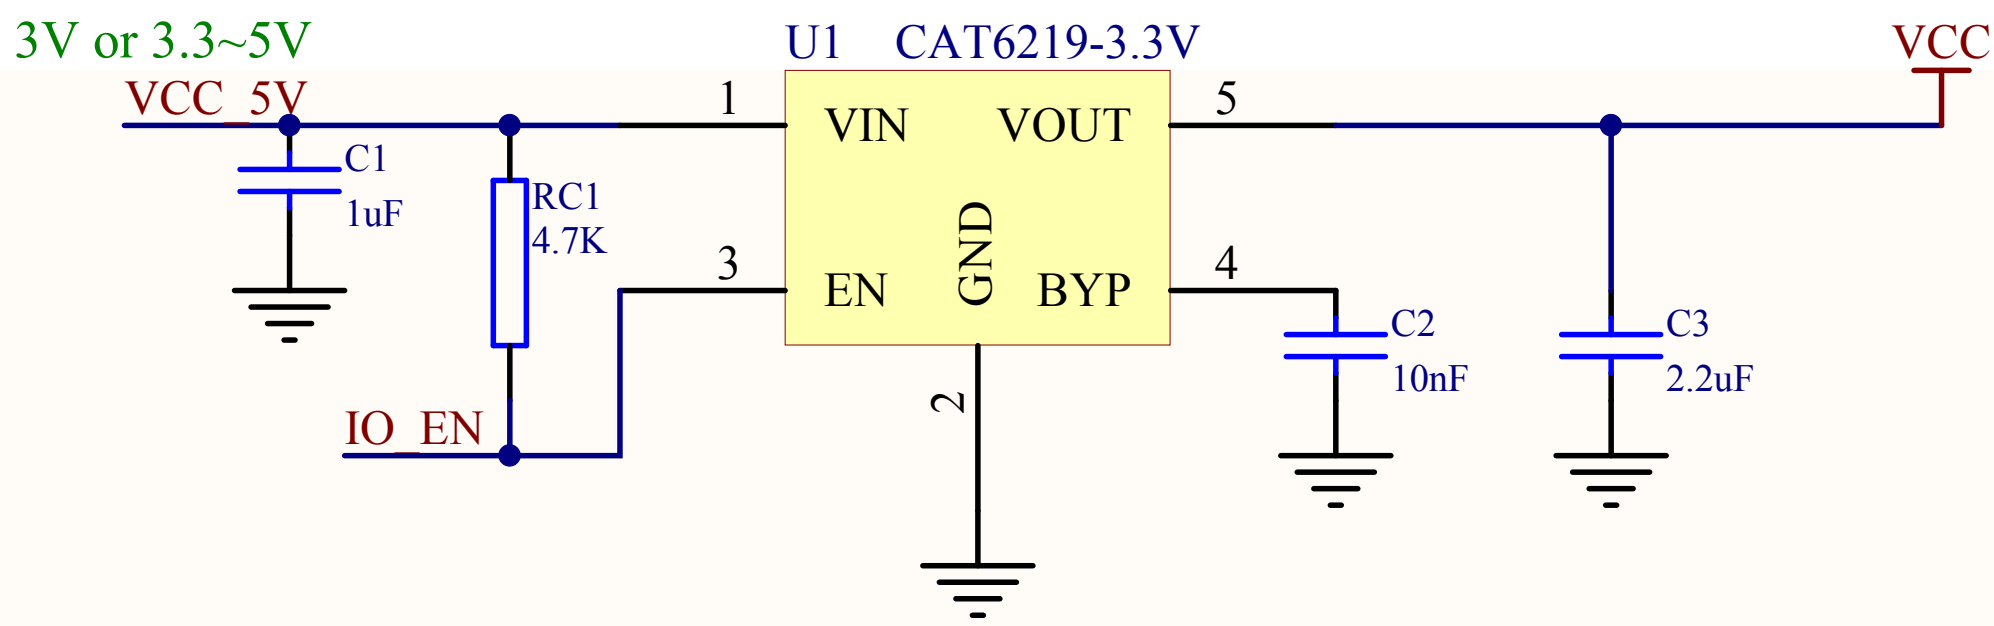 3V or 3.3~5V
U1 CAT6219-3.3V
VCC
VCC_5V
1
VIN
VOUT
5
C1
1uF
RC1
4.7K
3
EN
GND
BYP
4
2
C2
10nF
C3
2.2uF
IO_EN